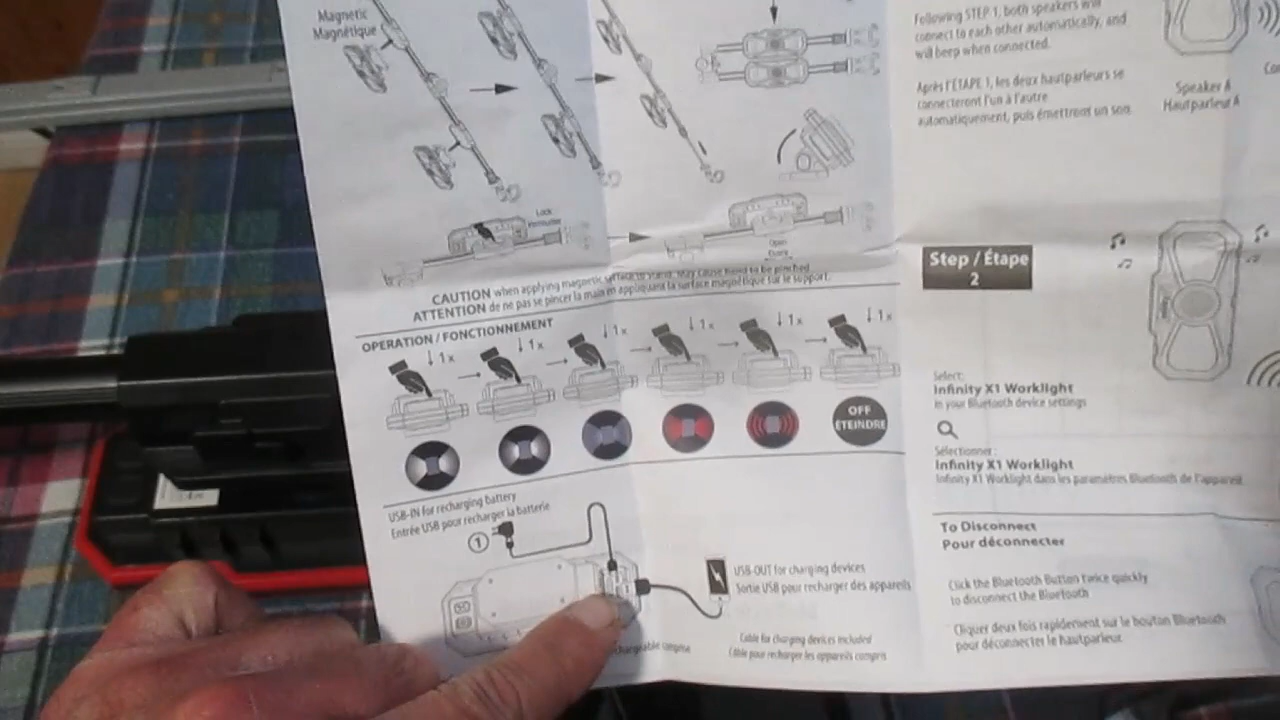 Magnetic
Magnétique
Lock
Open
CAUTION when applying magnetic surface to stand. May cause hand to be pinched
ATTENTION de ne pas se pincer la main en appliquant la surface magnétique sur le support.
OPERATION / FONCTIONNEMENT
1x
1x
1x
1x
1x
1x
OFF
ÉTEINDRE
USB-IN for recharging battery
Entrée USB pour recharger la batterie
1
USB-OUT for charging devices
Sortie USB pour recharger des appareils
Cable for charging devices included
Câble pour recharger les appareils compris
Following STEP 1, both speakers will
connect to each other automatically, and
will beep when connected.
Après l'ÉTAPE 1, les deux hautparleurs se
connecteront l'un à l'autre
automatiquement, puis émettrons un son.
Speaker A
Hautparleur A
Step / Étape
2
Select:
Infinity X1 Worklight
in your Bluetooth device settings
Sélectionner:
Infinity X1 Worklight
Infinity X1 Worklight dans les paramètres Bluetooth de l'appareil
To Disconnect
Pour déconnecter
Click the Bluetooth Button twice quickly
to disconnect the Bluetooth
Cliquer deux fois rapidement sur le bouton Bluetooth
pour déconnecter le hautparleur.